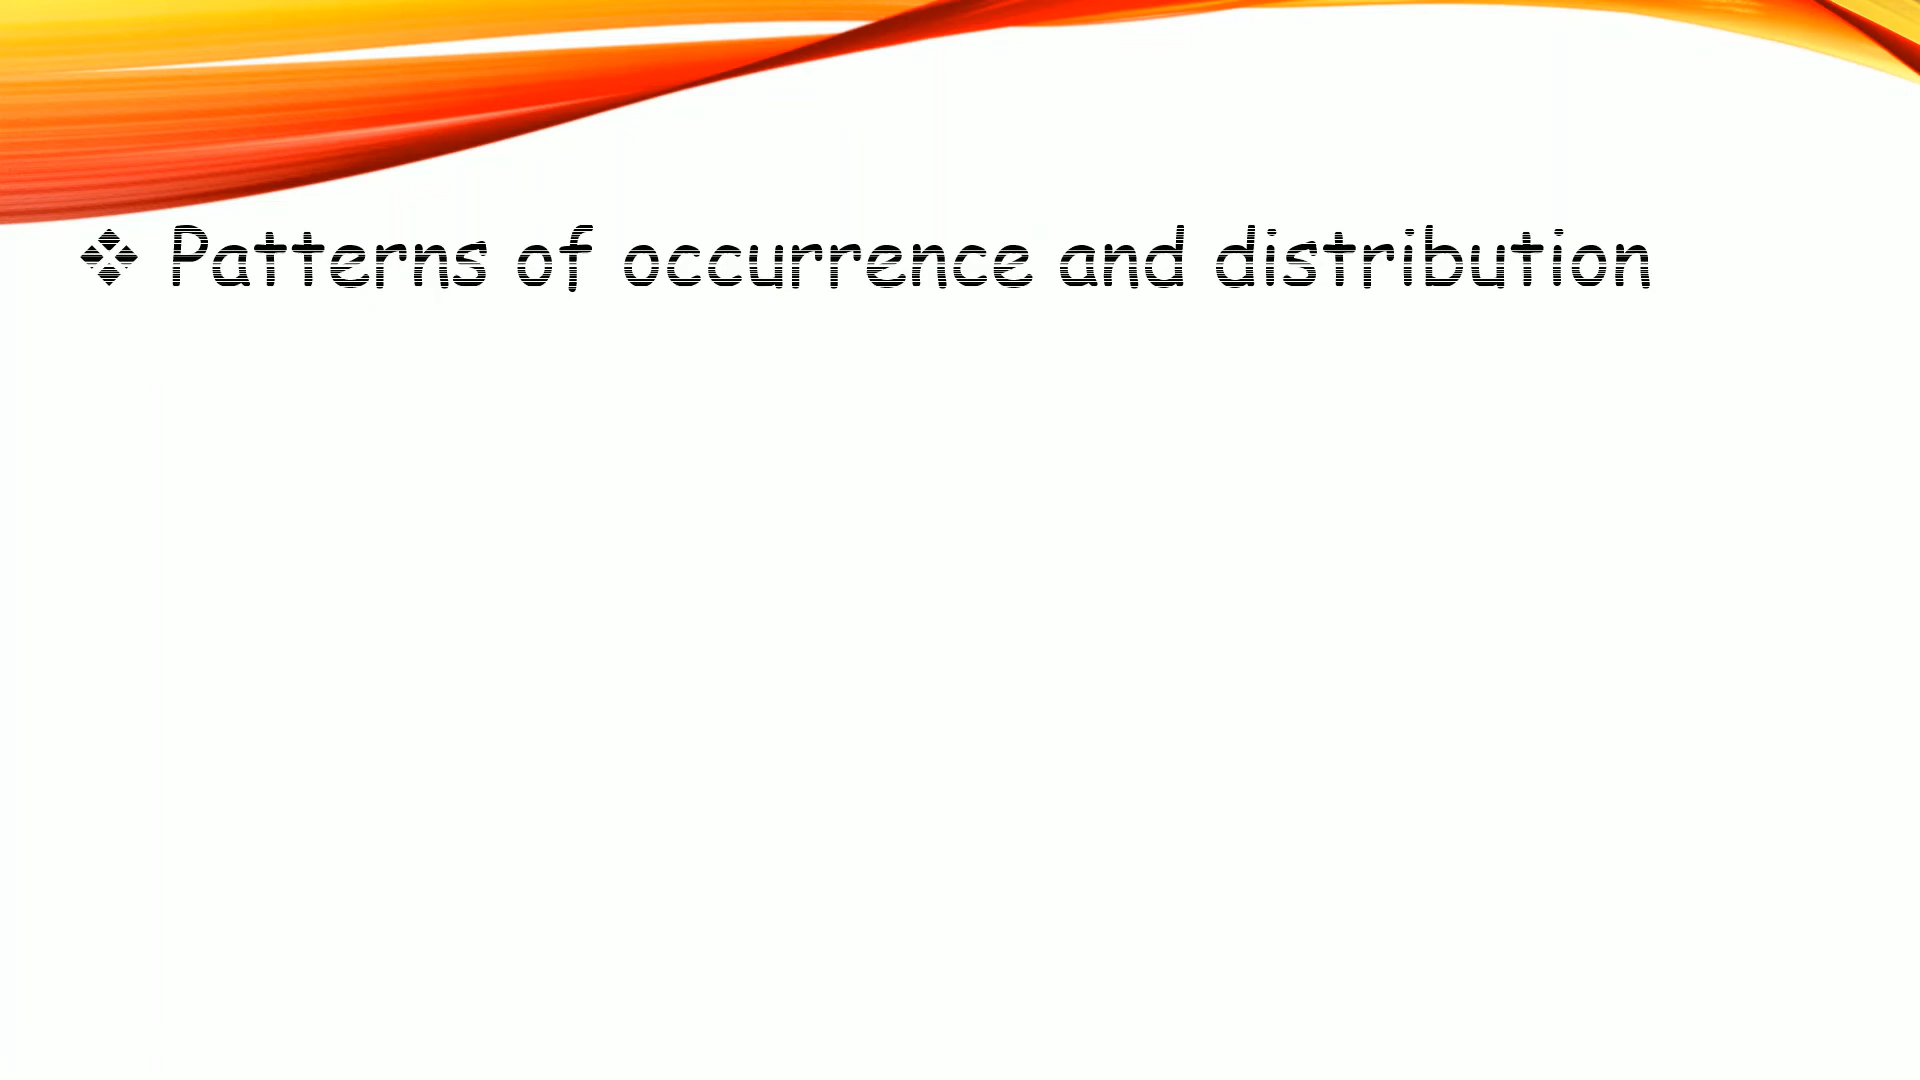 ❖ Patterns of occurrence and distribution